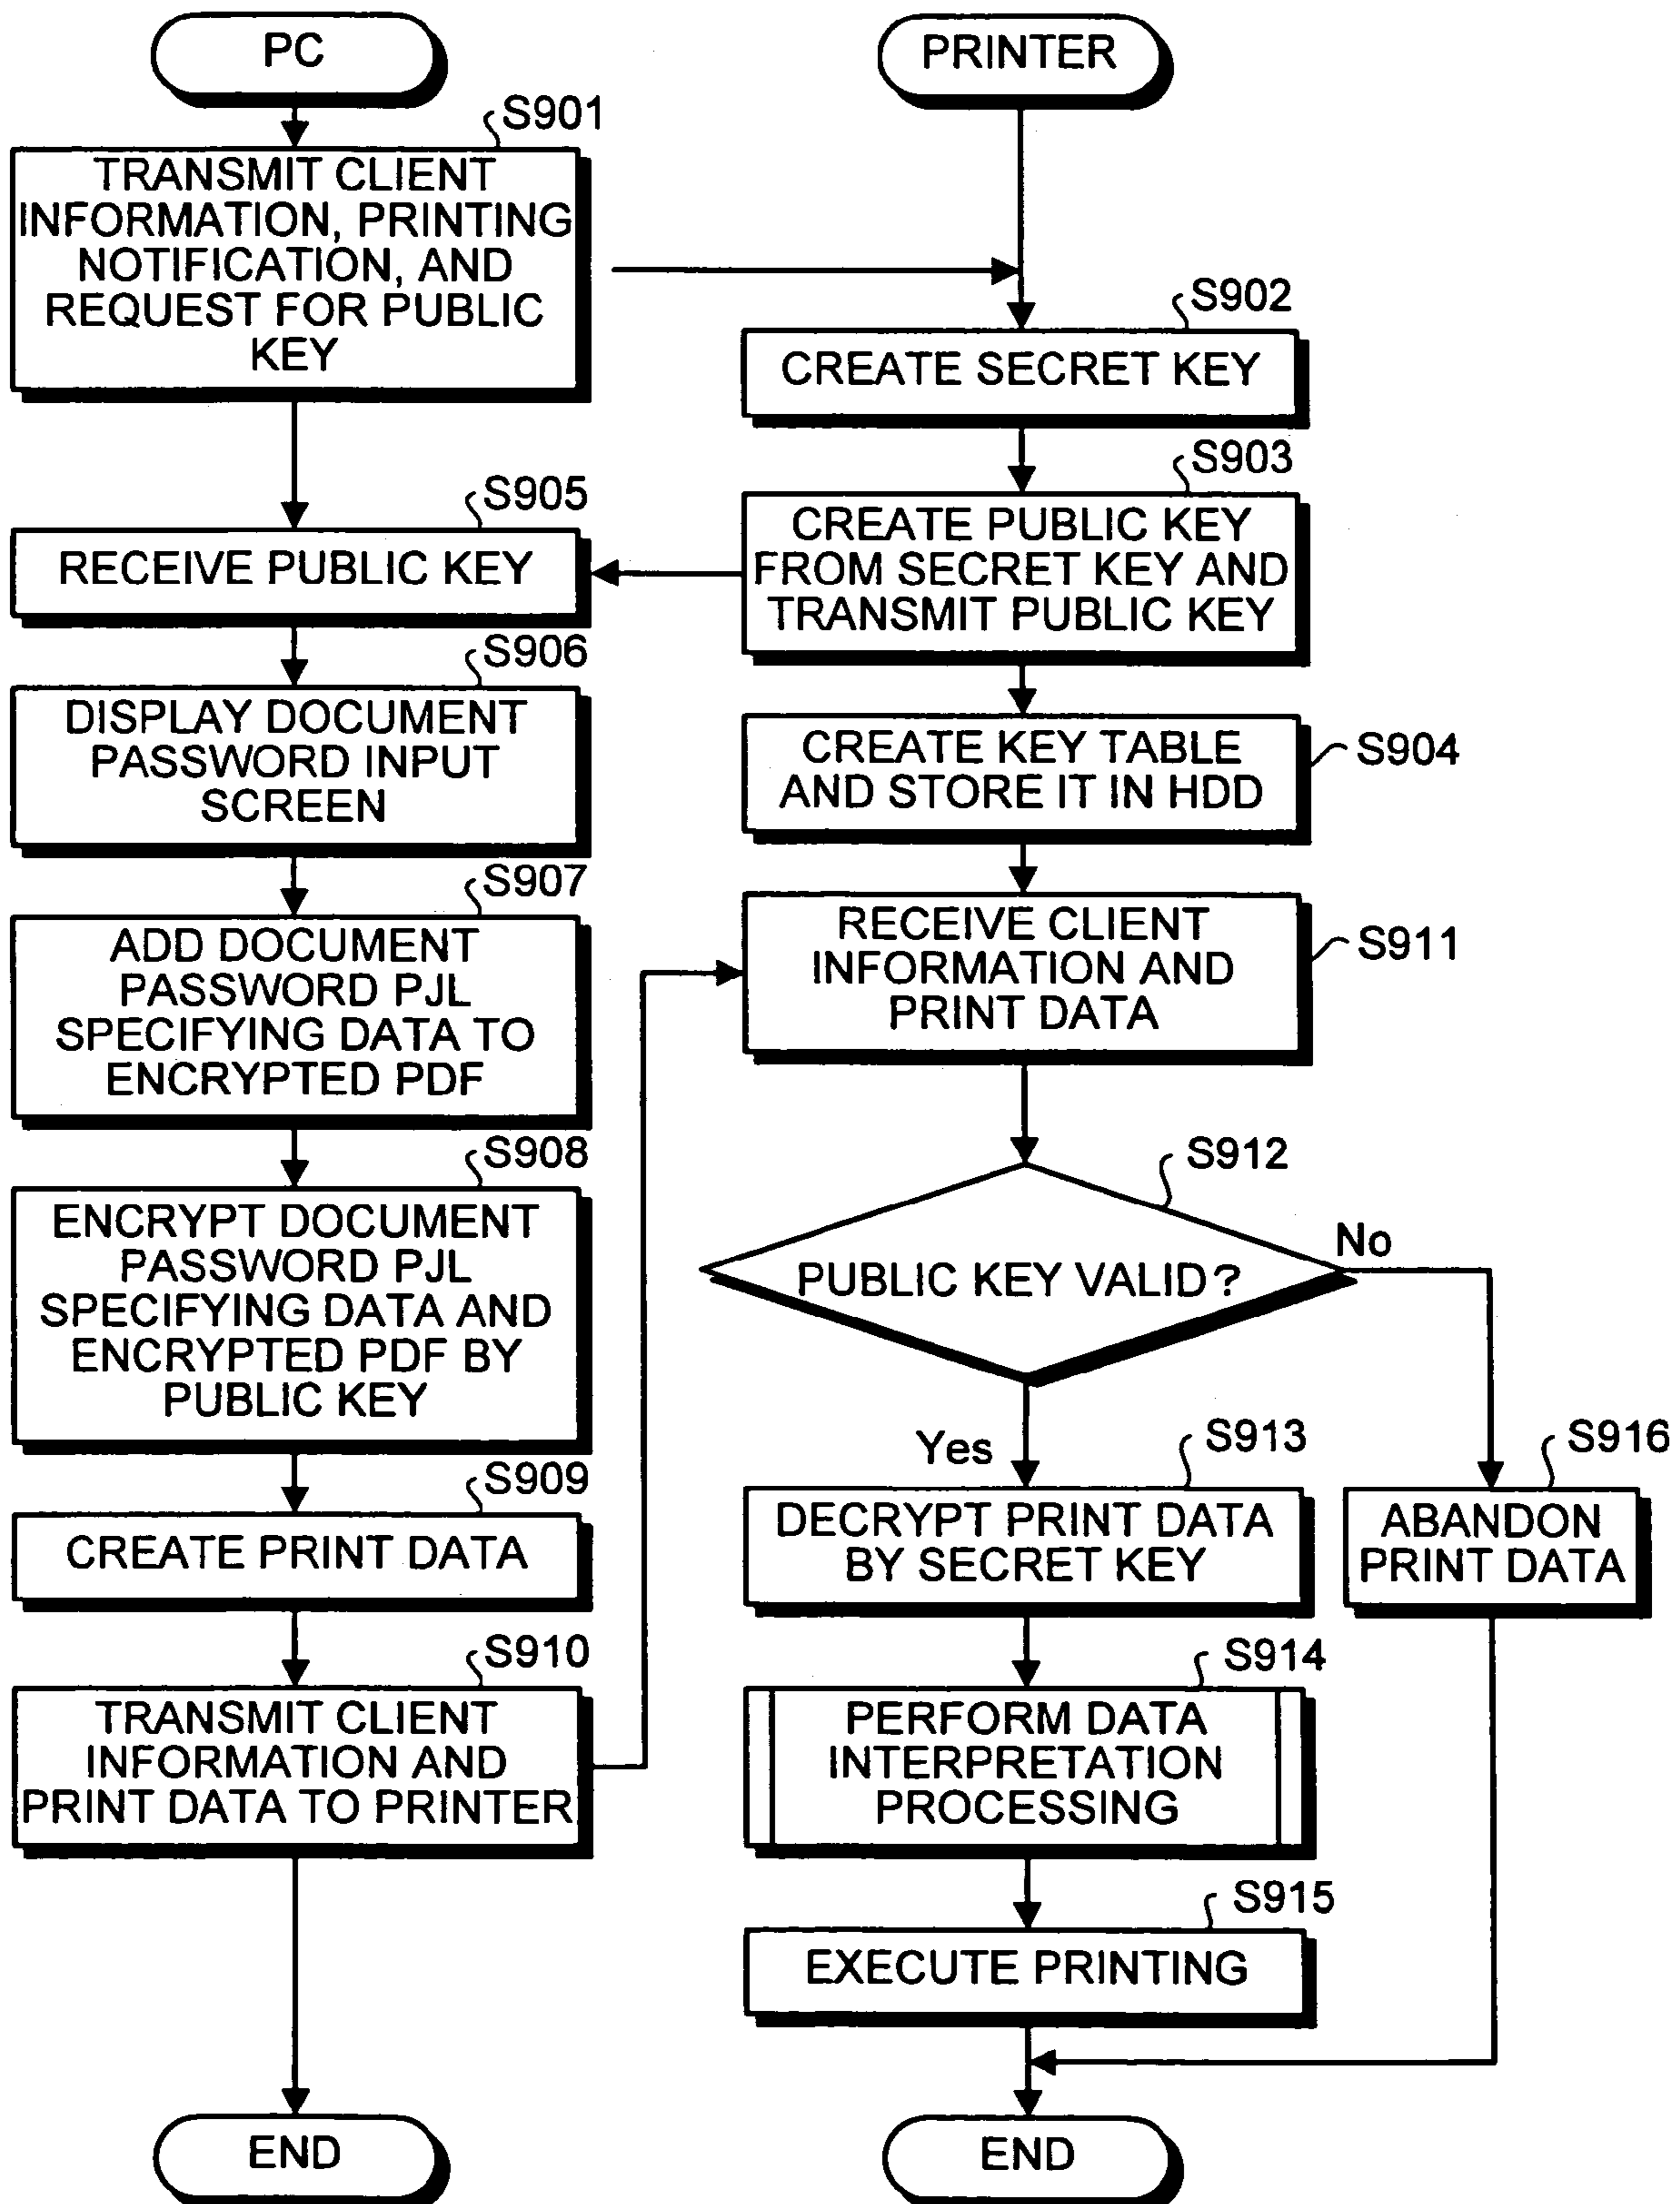 PC
S901
TRANSMIT CLIENT
INFORMATION, PRINTING
NOTIFICATION, AND
REQUEST FOR PUBLIC
KEY
S905
RECEIVE PUBLIC KEY
S906
DISPLAY DOCUMENT
PASSWORD INPUT
SCREEN
S907
ADD DOCUMENT
PASSWORD PJL
SPECIFYING DATA TO
ENCRYPTED PDF
S908
ENCRYPT DOCUMENT
PASSWORD PJL
SPECIFYING DATA AND
ENCRYPTED PDF BY
PUBLIC KEY
S909
CREATE PRINT DATA
S910
TRANSMIT CLIENT
INFORMATION AND
PRINT DATA TO PRINTER
END
PRINTER
S902
CREATE SECRET KEY
S903
CREATE PUBLIC KEY
FROM SECRET KEY AND
TRANSMIT PUBLIC KEY
S904
CREATE KEY TABLE
AND STORE IT IN HDD
S911
RECEIVE CLIENT
INFORMATION AND
PRINT DATA
S912
PUBLIC KEY VALID?
No
Yes
S913
DECRYPT PRINT DATA
BY SECRET KEY
S916
ABANDON
PRINT DATA
S914
PERFORM DATA
INTERPRETATION
PROCESSING
S915
EXECUTE PRINTING
END